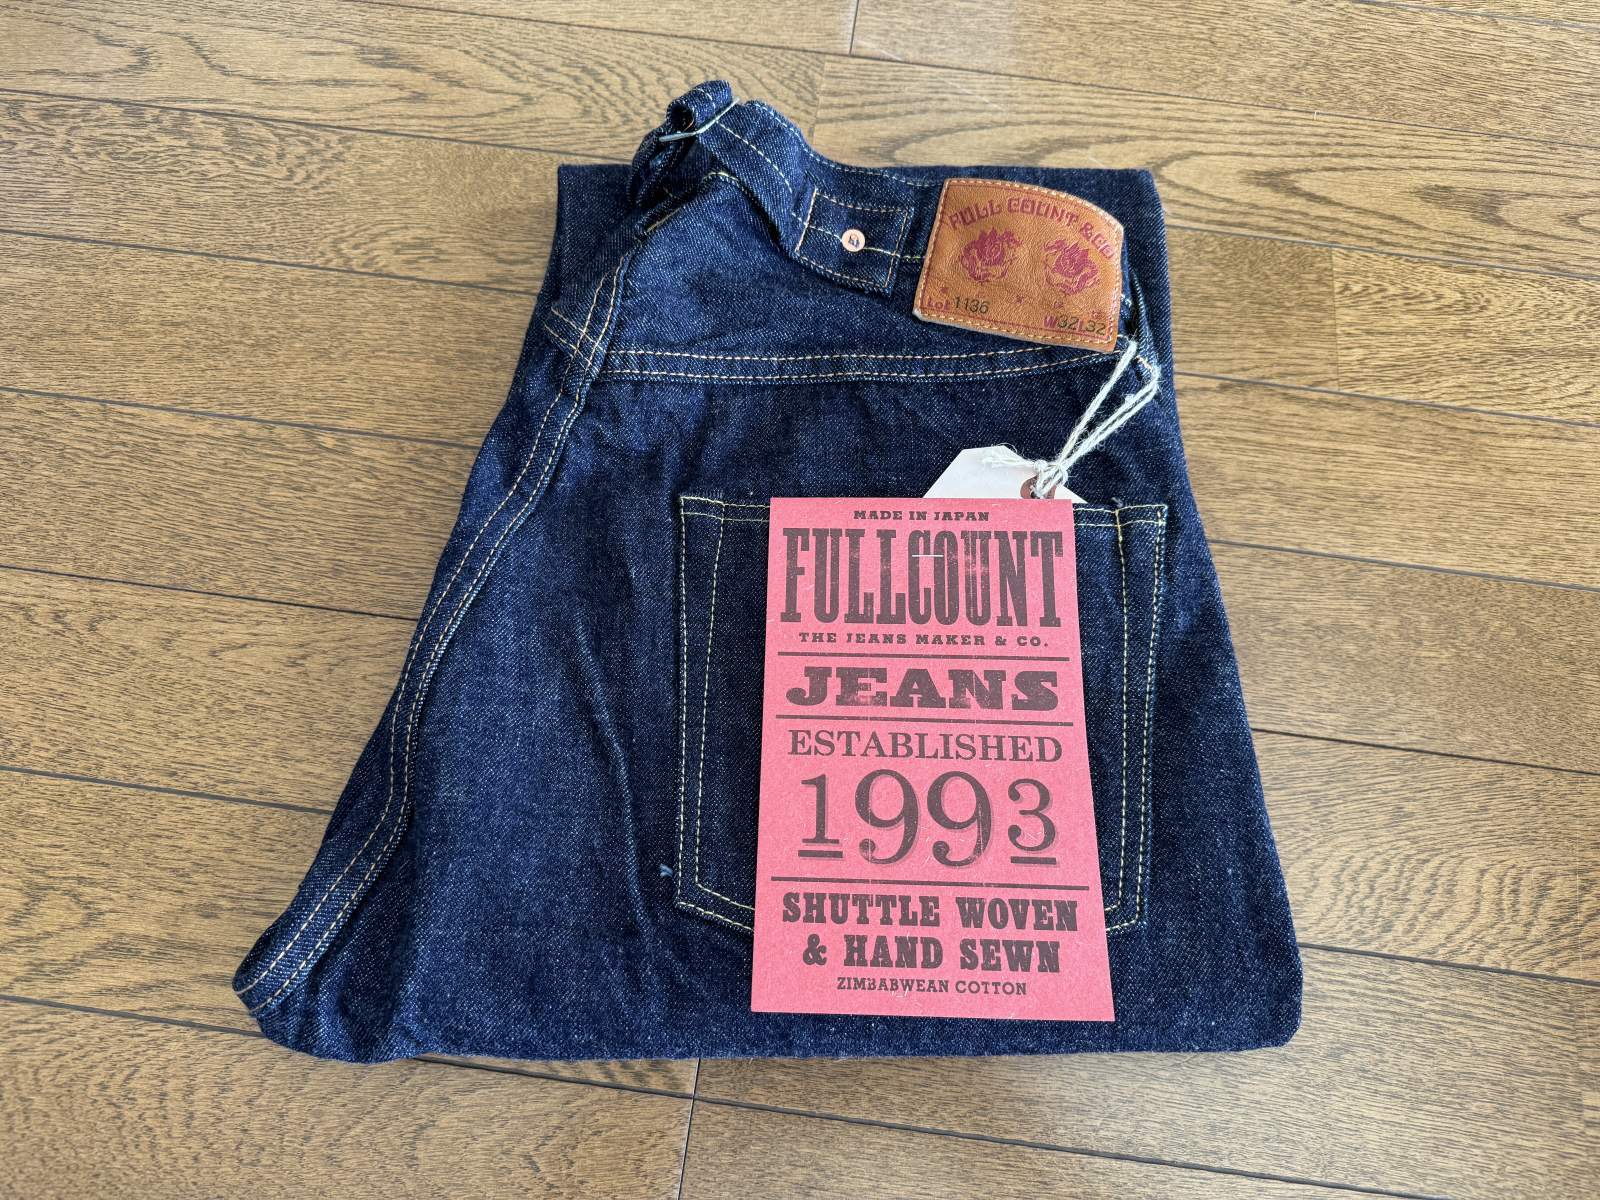 FULL COUNT & CO
Lot 1136 W32 L32
MADE IN JAPAN
FULLCOUNT
THE JEANS MAKER & CO.
JEANS
ESTABLISHED
1993
SHUTTLE WOVEN
& HAND SEWN
ZIMBABWEAN COTTON